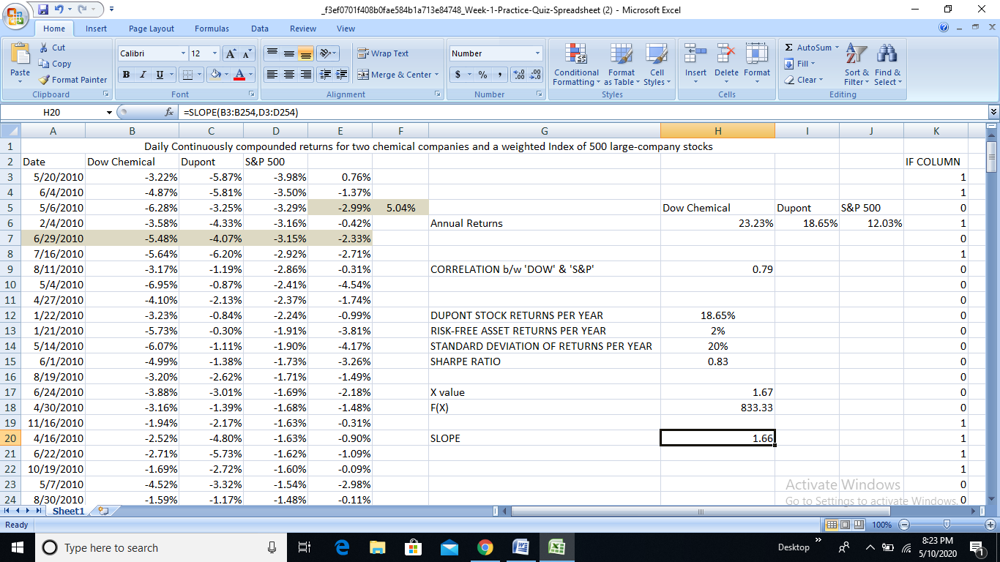 _f3ef0701f408b0fae584b1a713e84748_Week-1-Practice-Quiz-Spreadsheet (2) - Microsoft Excel
Home Insert Page Layout Formulas Data Review View
Paste Cut Copy Format Painter Clipboard
Calibri 12 A A B I U A Font
Wrap Text Merge & Center Alignment
Number $ % , Number
Conditional Formatting Format as Table Cell Styles Styles
Insert Delete Format Cells
Σ AutoSum Fill Clear Sort & Filter Find & Select Editing
H20 fx =SLOPE(B3:B254,D3:D254)
A B C D E F G H I J K
1 Daily Continuously compounded returns for two chemical companies and a weighted Index of 500 large-company stocks
2 Date Dow Chemical Dupont S&P 500 IF COLUMN
3 5/20/2010 -3.22% -5.87% -3.98% 0.76% 1
4 6/4/2010 -4.87% -5.81% -3.50% -1.37% 1
5 5/6/2010 -6.28% -3.25% -3.29% -2.99% 5.04% Dow Chemical Dupont S&P 500 0
6 2/4/2010 -3.58% -4.33% -3.16% -0.42% Annual Returns 23.23% 18.65% 12.03% 1
7 6/29/2010 -5.48% -4.07% -3.15% -2.33% 0
8 7/16/2010 -5.64% -6.20% -2.92% -2.71% 1
9 8/11/2010 -3.17% -1.19% -2.86% -0.31% CORRELATION b/w 'DOW' & 'S&P' 0.79 0
10 5/4/2010 -6.95% -0.87% -2.41% -4.54% 0
11 4/27/2010 -4.10% -2.13% -2.37% -1.74% 0
12 1/22/2010 -3.23% -0.84% -2.24% -0.99% DUPONT STOCK RETURNS PER YEAR 18.65% 0
13 1/21/2010 -5.73% -0.30% -1.91% -3.81% RISK-FREE ASSET RETURNS PER YEAR 2% 0
14 5/14/2010 -6.07% -1.11% -1.90% -4.17% STANDARD DEVIATION OF RETURNS PER YEAR 20% 0
15 6/1/2010 -4.99% -1.38% -1.73% -3.26% SHARPE RATIO 0.83 0
16 8/19/2010 -3.20% -2.62% -1.71% -1.49% 0
17 6/24/2010 -3.88% -3.01% -1.69% -2.18% X value 1.67 0
18 4/30/2010 -3.16% -1.39% -1.68% -1.48% F(X) 833.33 0
19 11/16/2010 -1.94% -2.17% -1.63% -0.31% 1
20 4/16/2010 -2.52% -4.80% -1.63% -0.90% SLOPE 1.66 1
21 6/22/2010 -2.71% -5.73% -1.62% -1.09% 1
22 10/19/2010 -1.69% -2.72% -1.60% -0.09% 1
23 5/7/2010 -4.52% -3.32% -1.54% -2.98% 0
24 8/30/2010 -1.59% -1.17% -1.48% -0.11% 0
Activate Windows
Go to Settings to activate Windows.
Sheet1
Ready 100%
Type here to search Desktop 8:23 PM
5/10/2020 1